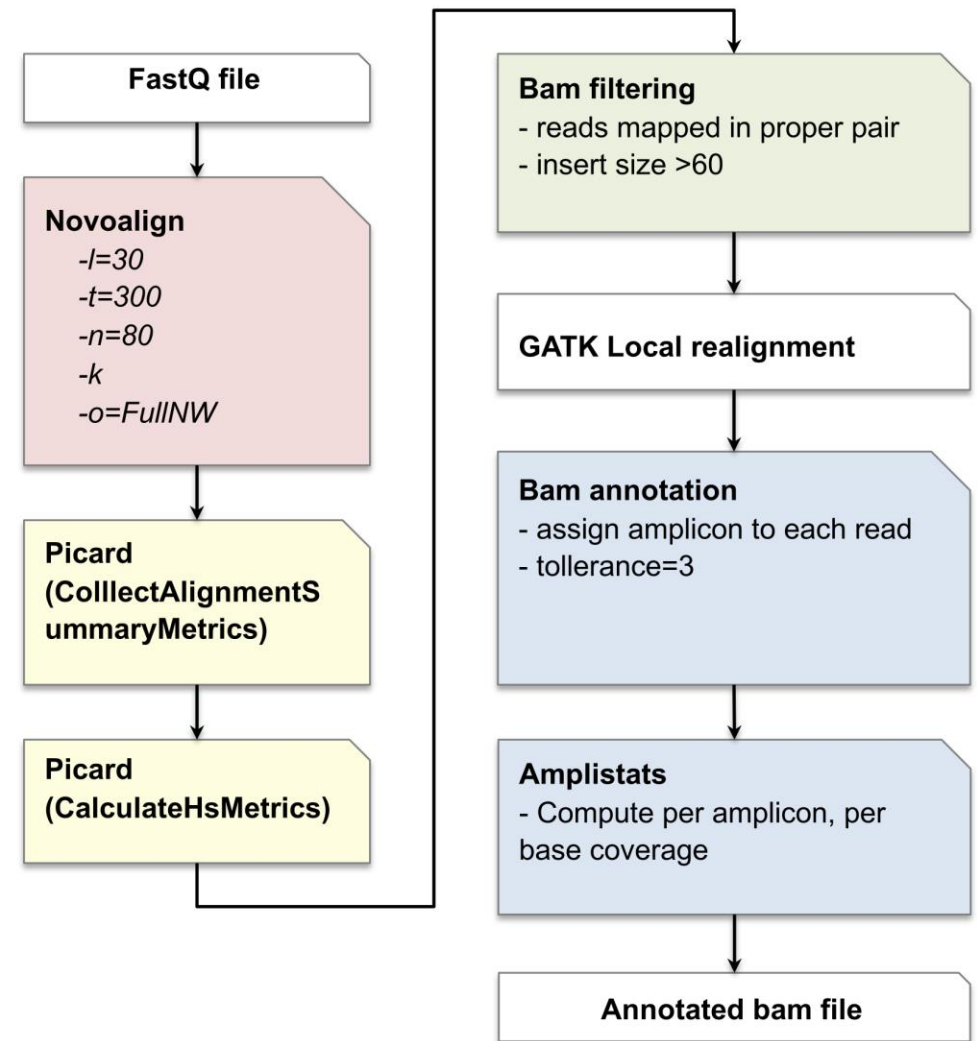 FastQ file
Novoalign
-l=30
-t=300
-n=80
-k
-o=FullNW
Picard
(ColllectAlignmentS
ummaryMetrics)
Picard
(CalculateHsMetrics)
Bam filtering
- reads mapped in proper pair
- insert size >60
GATK Local realignment
Bam annotation
- assign amplicon to each read
- tollerance=3
Amplistats
- Compute per amplicon, per
base coverage
Annotated bam file